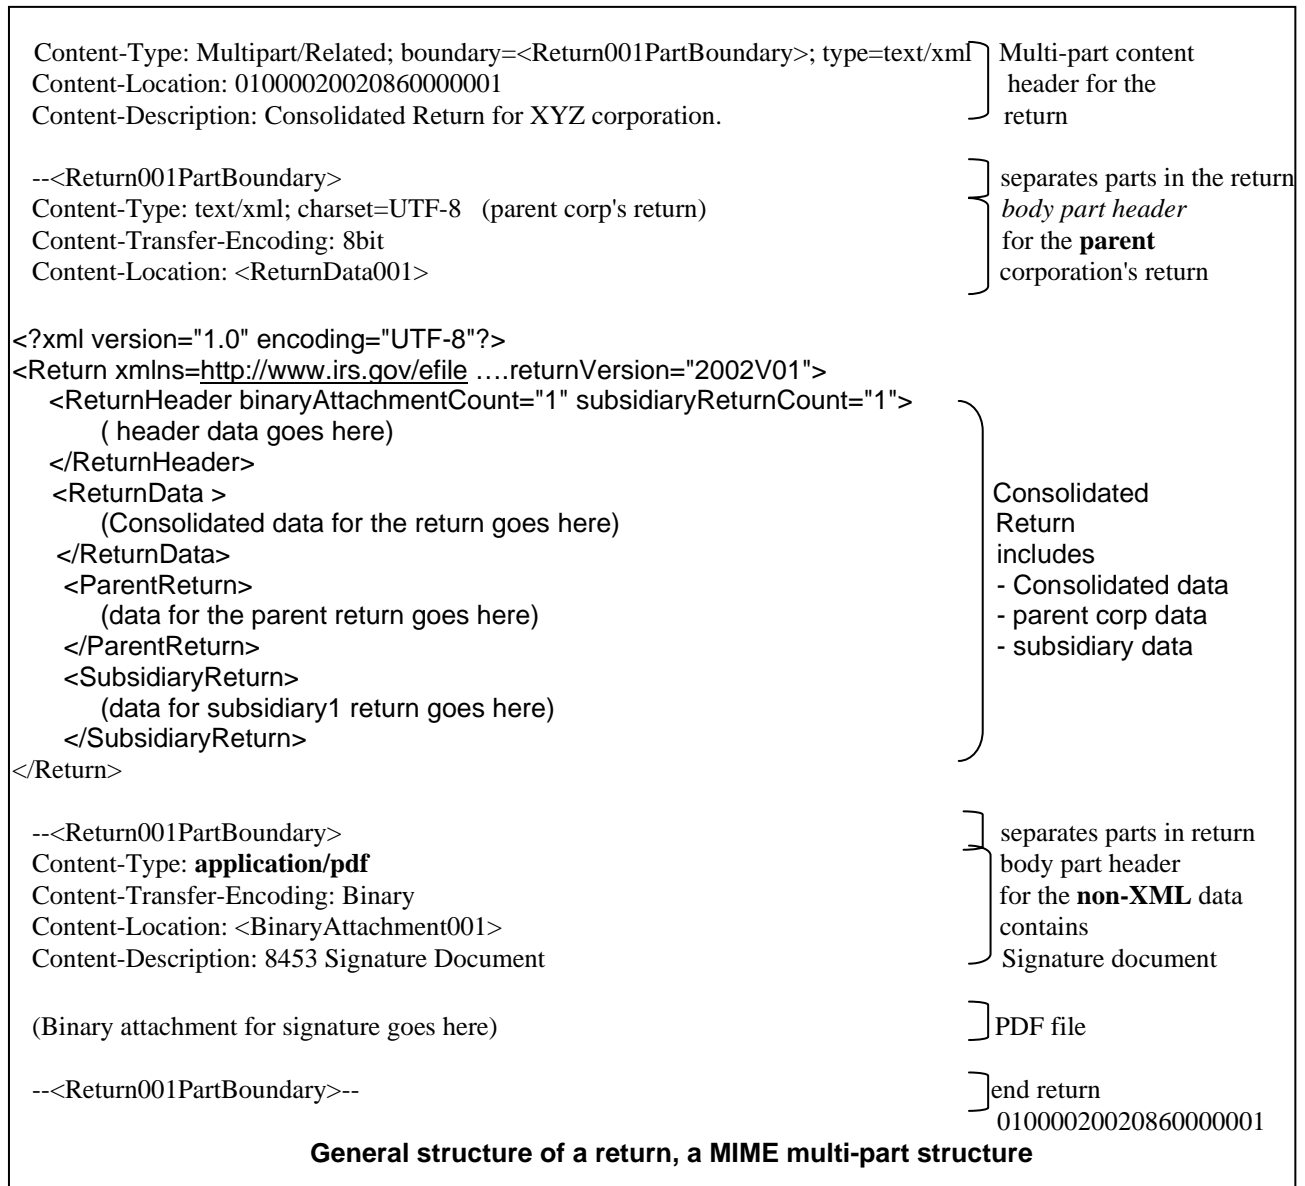 Content-Type: Multipart/Related; boundary=<Return001PartBoundary>; type=text/xml Multi-part content
Content-Location: 01000020020860000001 header for the
Content-Description: Consolidated Return for XYZ corporation. return
--<Return001PartBoundary> separates parts in the return
Content-Type: text/xml; charset=UTF-8 (parent corp's return) body part header
Content-Transfer-Encoding: 8bit for the parent
Content-Location: <ReturnData001> corporation's return
<?xml version="1.0" encoding="UTF-8"?>
<Return xmlns=http://www.irs.gov/efile ….returnVersion="2002V01">
<ReturnHeader binaryAttachmentCount="1" subsidiaryReturnCount="1">
( header data goes here)
</ReturnHeader>
<ReturnData > Consolidated
(Consolidated data for the return goes here) Return
</ReturnData> includes
<ParentReturn> - Consolidated data
(data for the parent return goes here) - parent corp data
</ParentReturn> - subsidiary data
<SubsidiaryReturn>
(data for subsidiary1 return goes here)
</SubsidiaryReturn>
</Return>
--<Return001PartBoundary> separates parts in return
Content-Type: application/pdf body part header
Content-Transfer-Encoding: Binary for the non-XML data
Content-Location: <BinaryAttachment001> contains
Content-Description: 8453 Signature Document Signature document
(Binary attachment for signature goes here) PDF file
--<Return001PartBoundary>-- end return
01000020020860000001
General structure of a return, a MIME multi-part structure